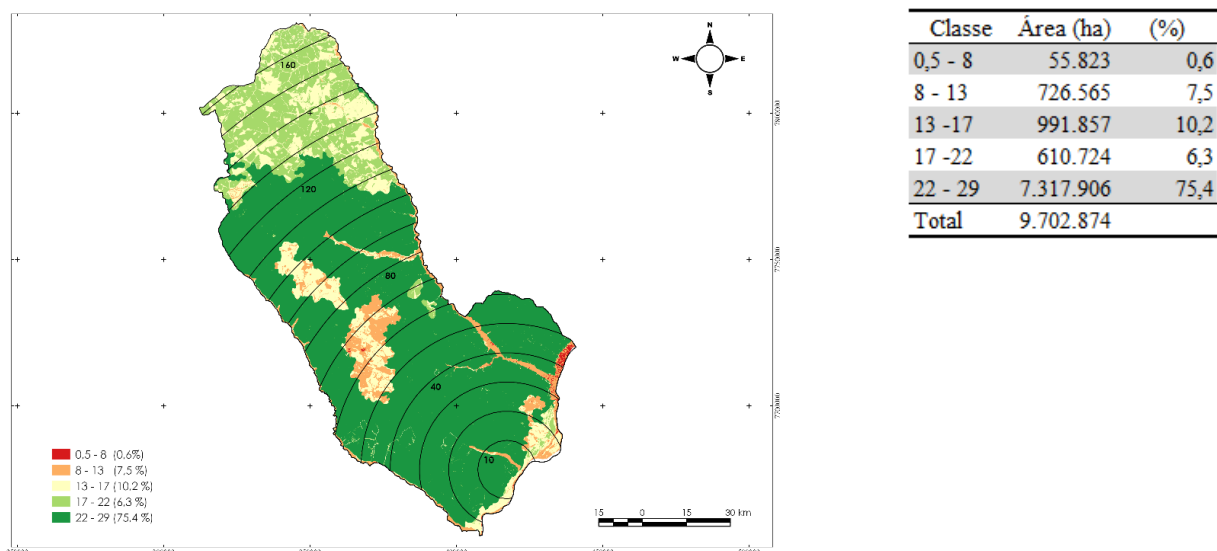 N
W E
S
160
120
80
40
10
7800000
7750000
7200000
0.5 - 8 (0.6%)
8 - 13 (7,5 %)
13 - 17 (10,2 %)
17 - 22 (6,3 %)
22 - 29 (75,4 %)
15 0 15 30 km
Classe Área (ha) (%)
0,5 - 8 55.823 0,6
8 - 13 726.565 7,5
13 -17 991.857 10,2
17 -22 610.724 6,3
22 - 29 7.317.906 75,4
Total 9.702.874